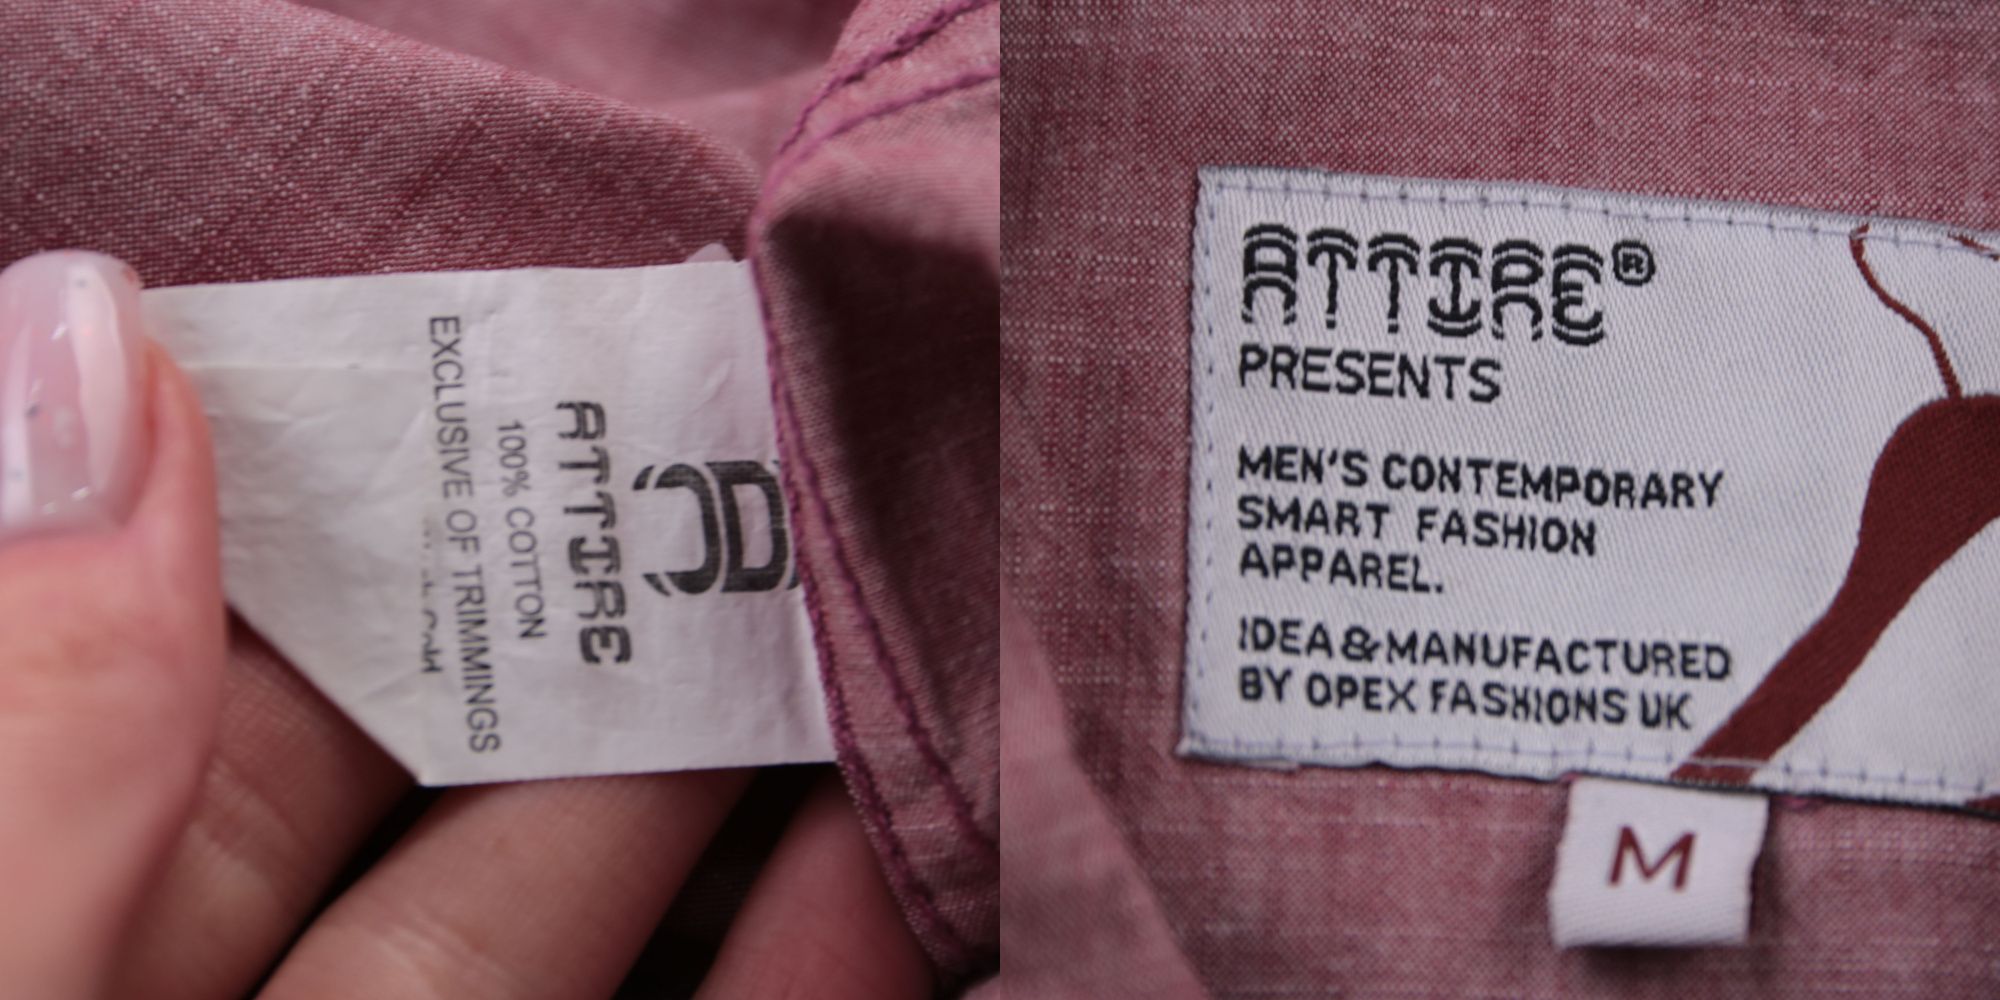 ATTIRE
100% COTTON
EXCLUSIVE OF TRIMMINGS
ATTIRE®
PRESENTS
MEN'S CONTEMPORARY
SMART FASHION
APPAREL.
IDEA&MANUFACTURED
BY OPEX FASHIONS UK
M